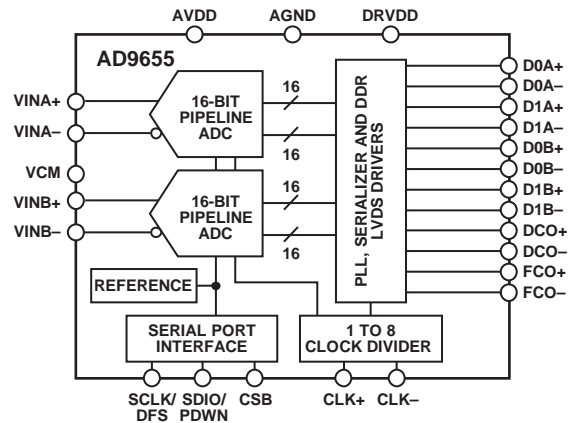 AVDD AGND DRVDD
AD9655
VINA+
VINA–
VCM
VINB+
VINB–
16-BIT
PIPELINE
ADC
16
16
16-BIT
PIPELINE
ADC
16
16
PLL, SERIALIZER AND DDR
LVDS DRIVERS
D0A+
D0A–
D1A+
D1A–
D0B+
D0B–
D1B+
D1B–
DCO+
DCO–
FCO+
FCO–
REFERENCE
SERIAL PORT
INTERFACE
1 TO 8
CLOCK DIVIDER
SCLK/
DFS
SDIO/
PDWN
CSB
CLK+
CLK–